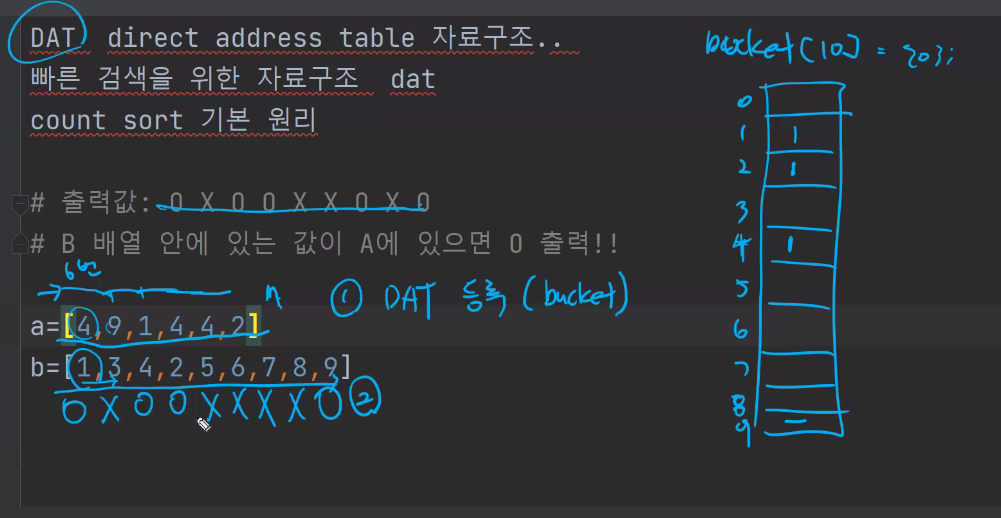 DAT direct address table 자료구조..
빠른 검색을 위한 자료구조 dat
count sort 기본 원리
bucket[10] = {0};
# 출력값: O X O O X X O X O
# B 배열 안에 있는 값이 A에 있으면 O 출력!!
6번
① DAT 등록 (bucket)
a=[4,9,1,4,4,2]
b=[1,3,4,2,5,6,7,8,9]
O X O O X X X X O ②
0
1 1
2 1
3
4 1
5
6
7
8
9 1